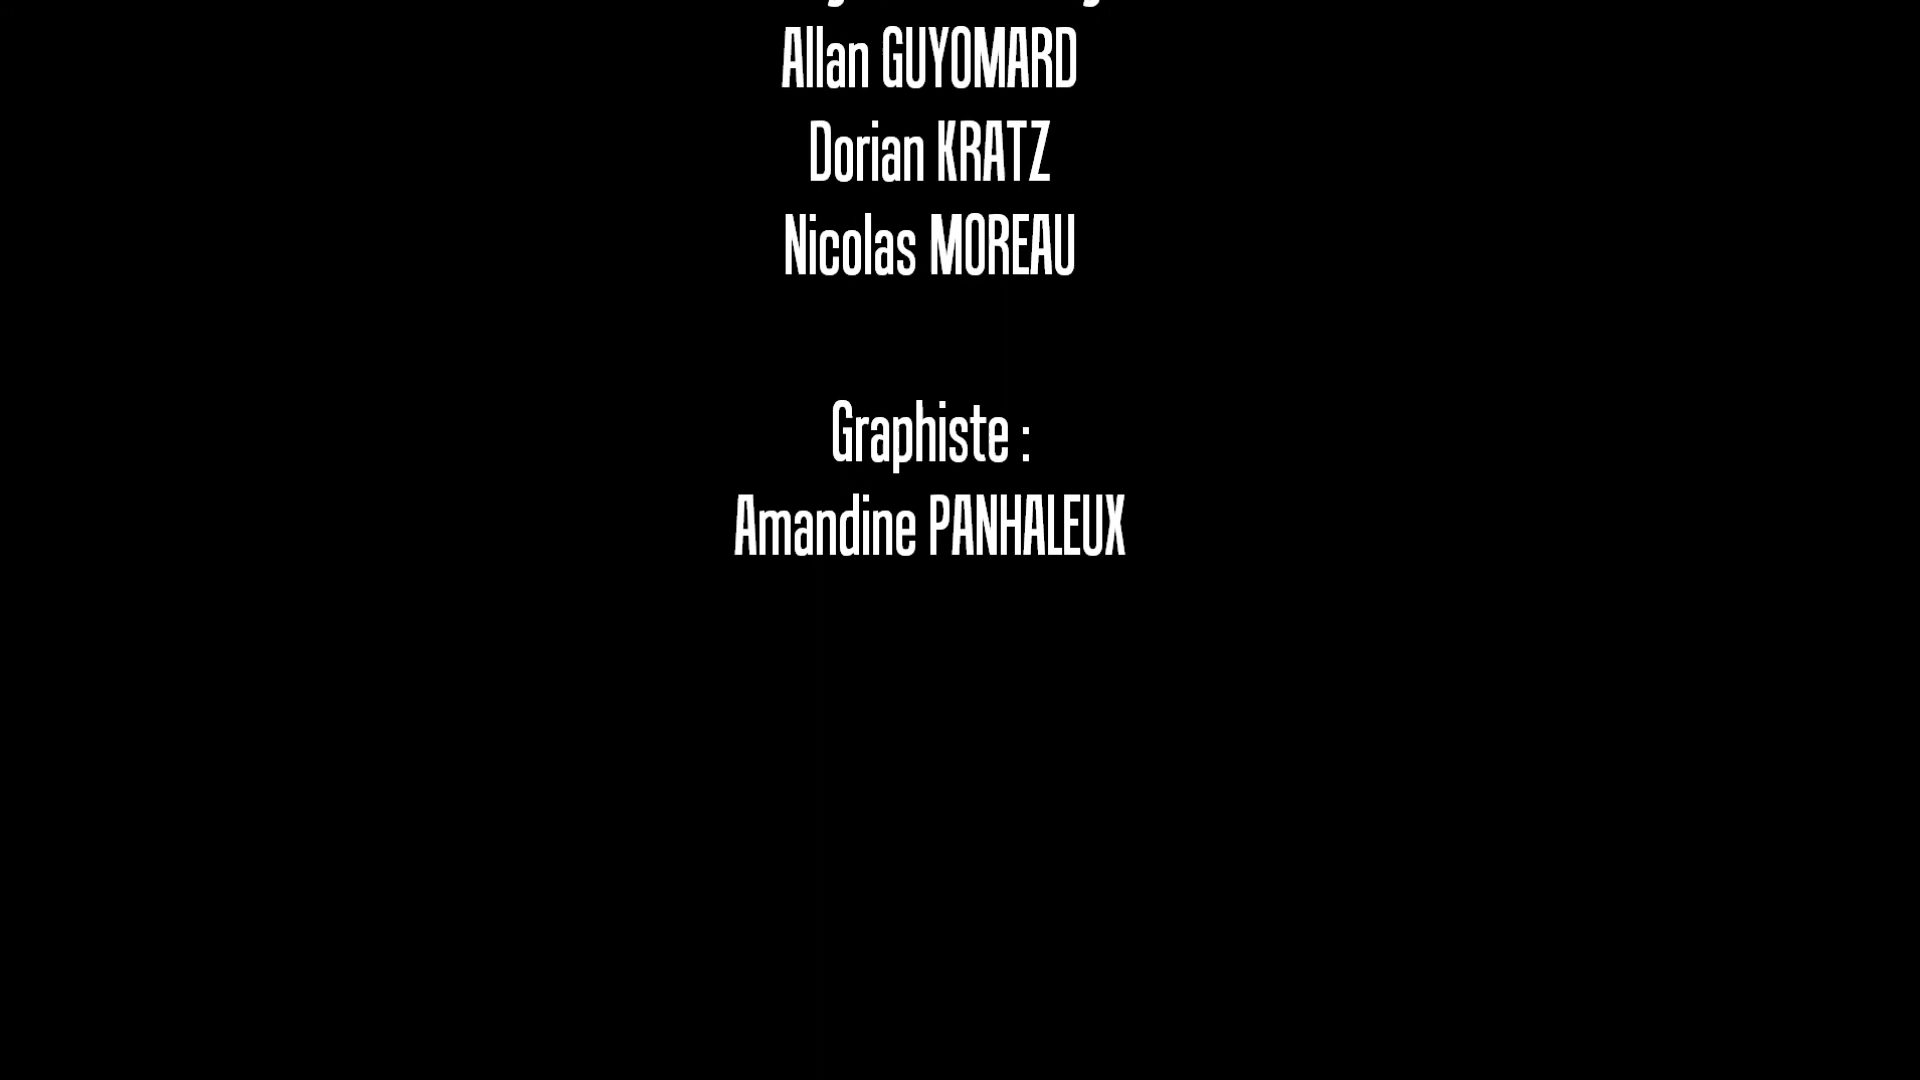 Allan GUYOMARD
Dorian KRATZ
Nicolas MOREAU
Graphiste :
Amandine PANHALEUX